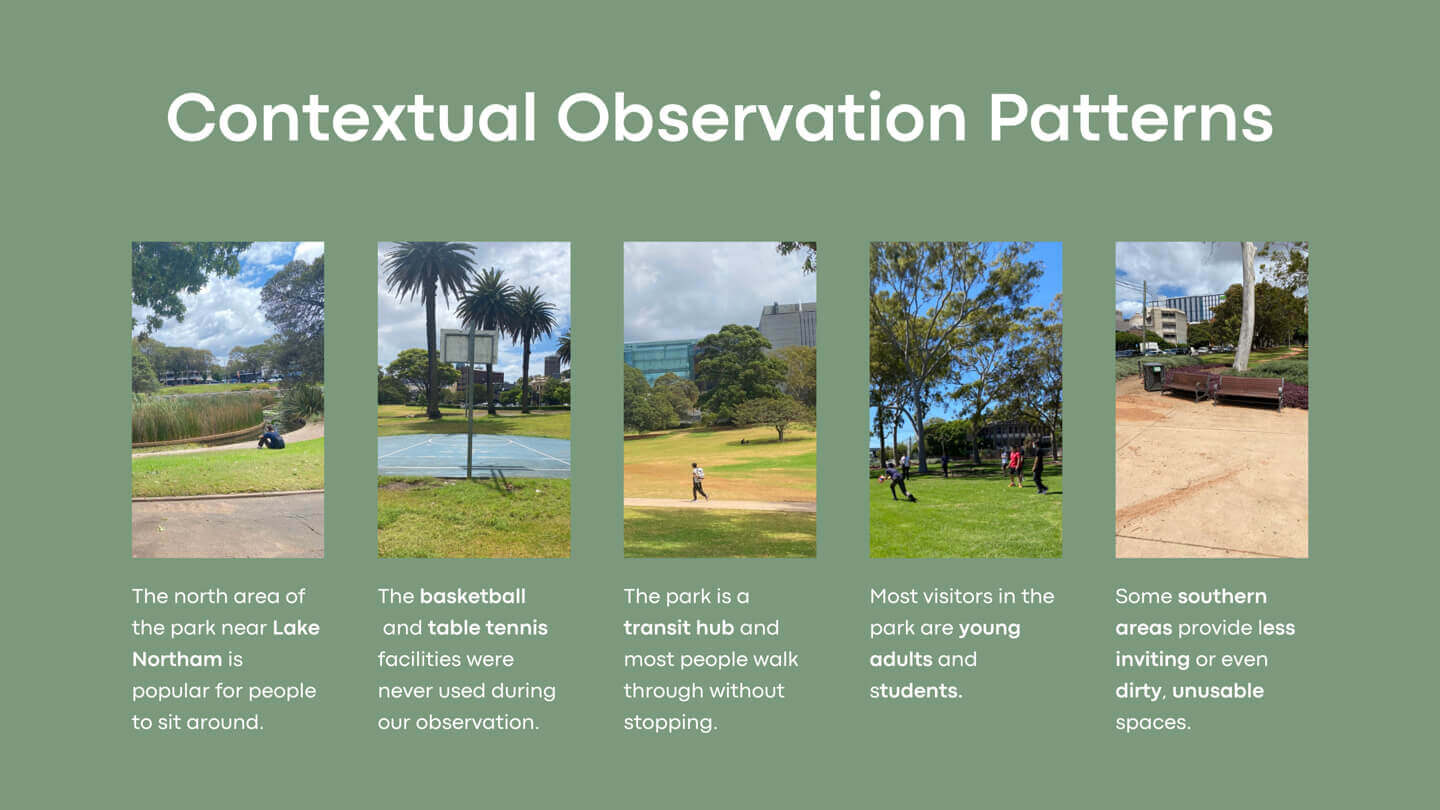 Contextual Observation Patterns
The north area of
the park near Lake
Northam is
popular for people
to sit around.
The basketball
and table tennis
facilities were
never used during
our observation.
The park is a
transit hub and
most people walk
through without
stopping.
Most visitors in the
park are young
adults and
students.
Some southern
areas provide less
inviting or even
dirty, unusable
spaces.